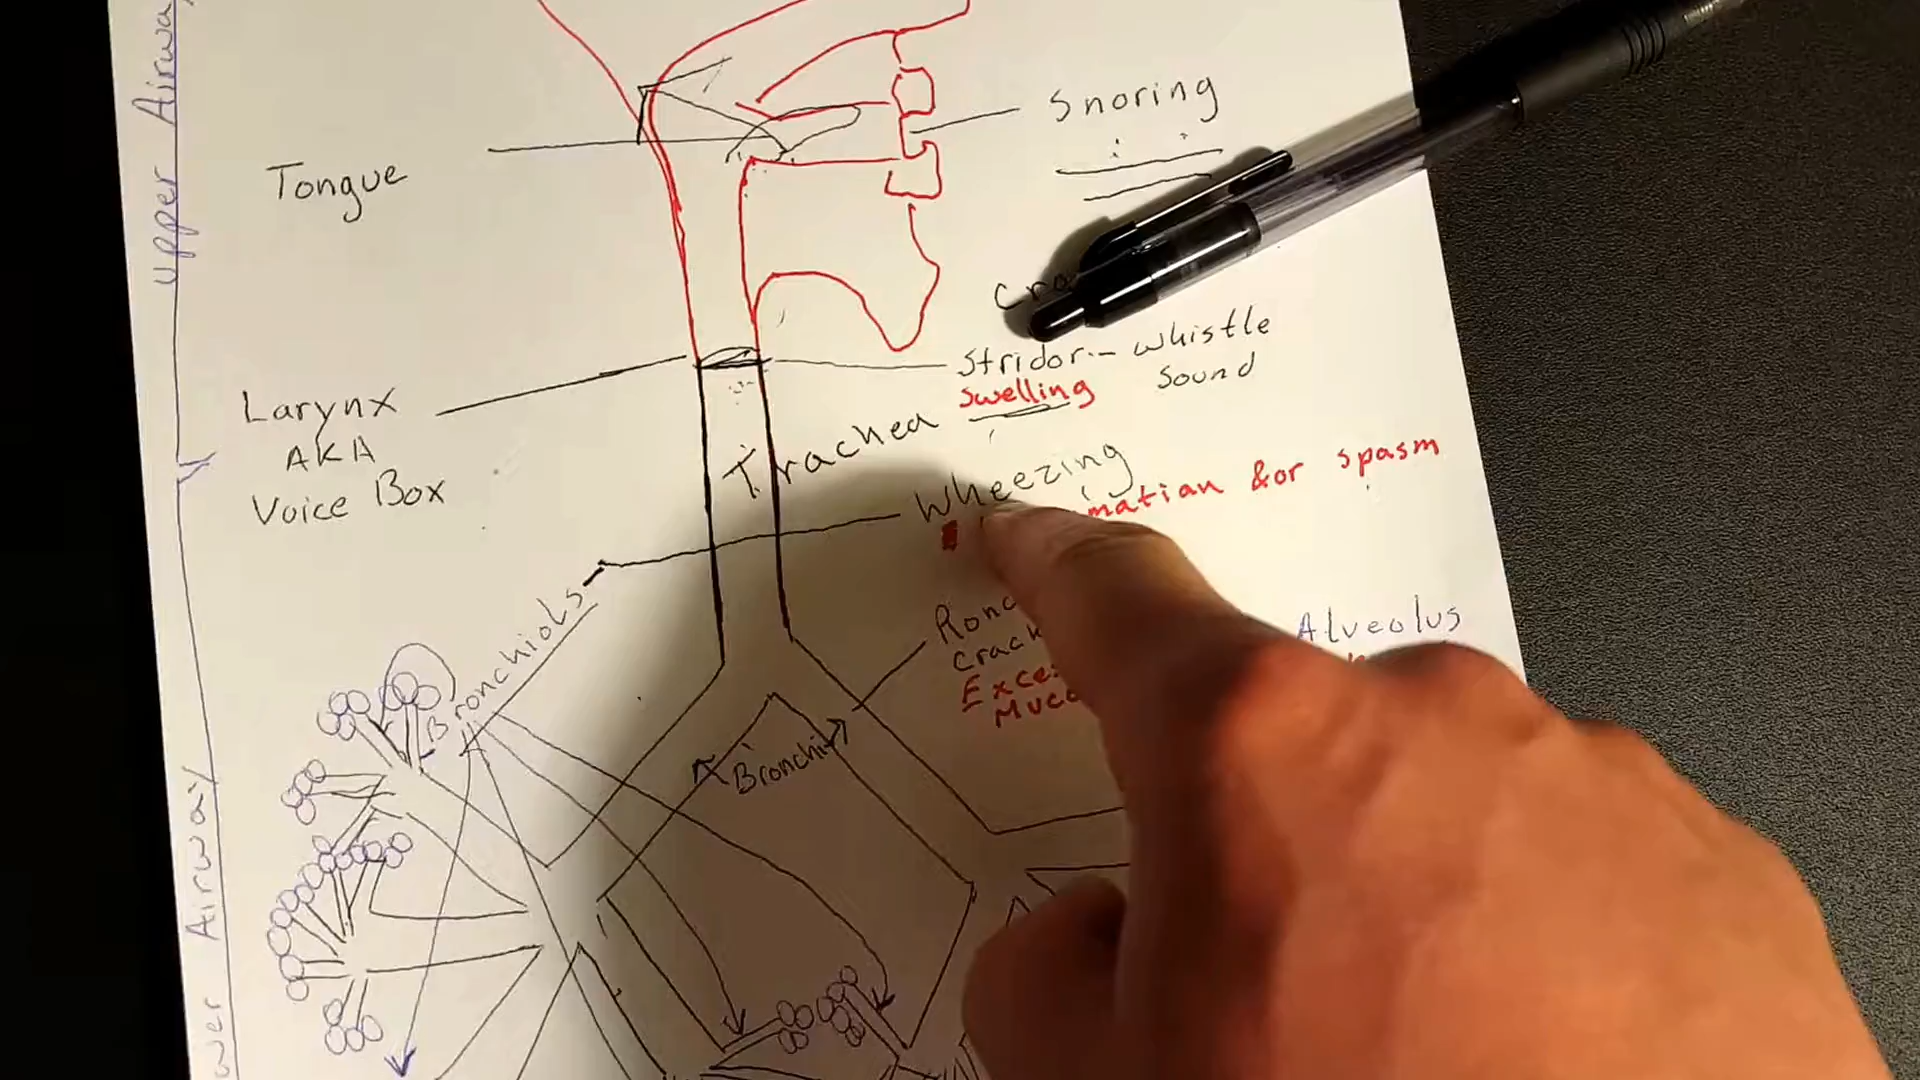 Upper Airway
Snoring
Tongue
Stridor - whistle
Sound
swelling
Larynx
AKA
Voice Box
Trachea
Wheezing
&or spasm
Bronchiols
Alveolus
Bronchi
Airway